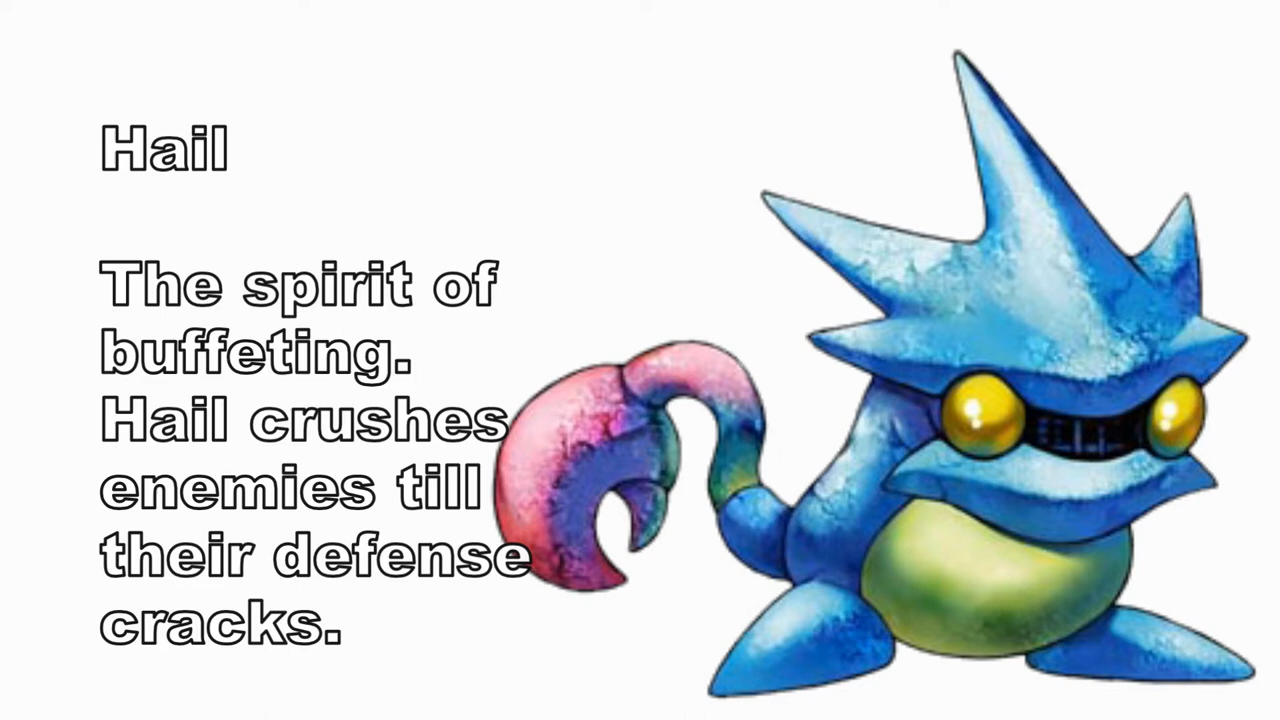 Hail
The spirit of
buffeting.
Hail crushes
enemies till
their defense
cracks.